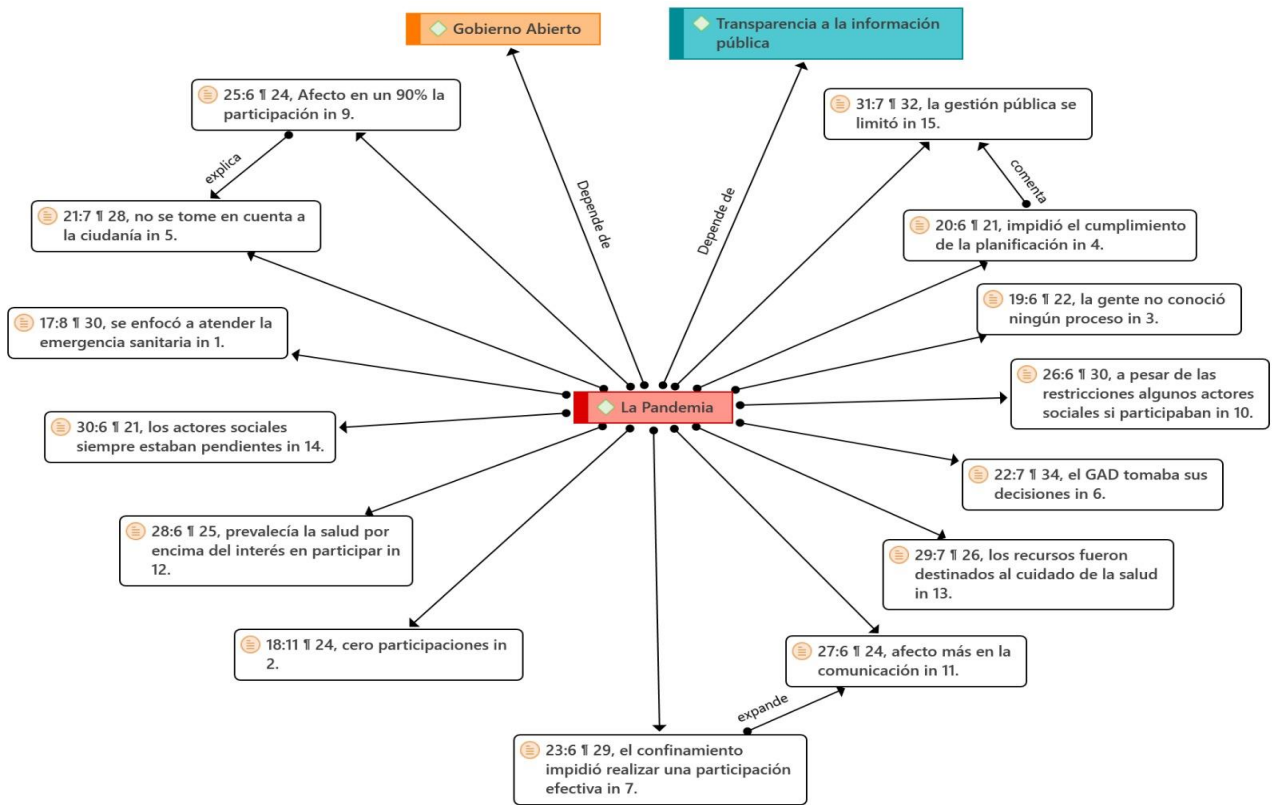 Gobierno Abierto
Transparencia a la información
pública
25:6 ¶ 24, Afecto en un 90% la
participación in 9.
31:7 ¶ 32, la gestión pública se
limitó in 15.
explica
comenta
Depende de
Depende de
21:7 ¶ 28, no se tome en cuenta a
la ciudanía in 5.
20:6 ¶ 21, impidió el cumplimiento
de la planificación in 4.
17:8 ¶ 30, se enfocó a atender la
emergencia sanitaria in 1.
19:6 ¶ 22, la gente no conoció
ningún proceso in 3.
26:6 ¶ 30, a pesar de las
restricciones algunos actores
sociales si participaban in 10.
La Pandemia
30:6 ¶ 21, los actores sociales
siempre estaban pendientes in 14.
22:7 ¶ 34, el GAD tomaba sus
decisiones in 6.
28:6 ¶ 25, prevalecía la salud por
encima del interés en participar in
12.
29:7 ¶ 26, los recursos fueron
destinados al cuidado de la salud
in 13.
18:11 ¶ 24, cero participaciones in
2.
27:6 ¶ 24, afecto más en la
comunicación in 11.
expande
23:6 ¶ 29, el confinamiento
impidió realizar una participación
efectiva in 7.